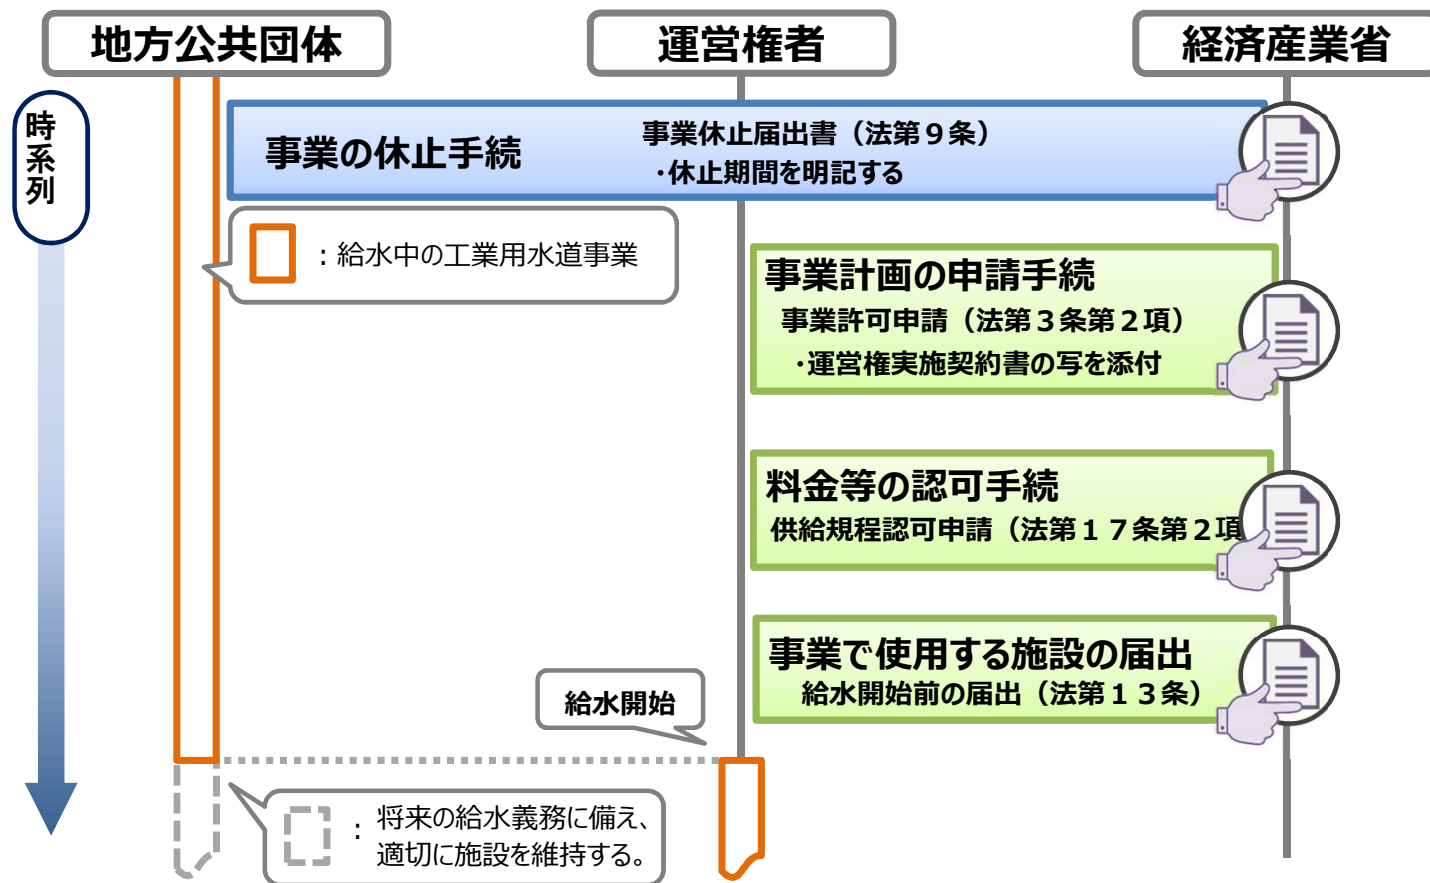 地方公共団体
運営権者
経済産業省
時系列
事業の休止手続
事業休止届出書（法第９条）
・休止期間を明記する
：給水中の工業用水道事業
事業計画の申請手続
事業許可申請（法第３条第２項）
・運営権実施契約書の写を添付
料金等の認可手続
供給規程認可申請（法第１７条第２項
事業で使用する施設の届出
給水開始前の届出（法第１３条）
給水開始
：将来の給水義務に備え、
適切に施設を維持する。